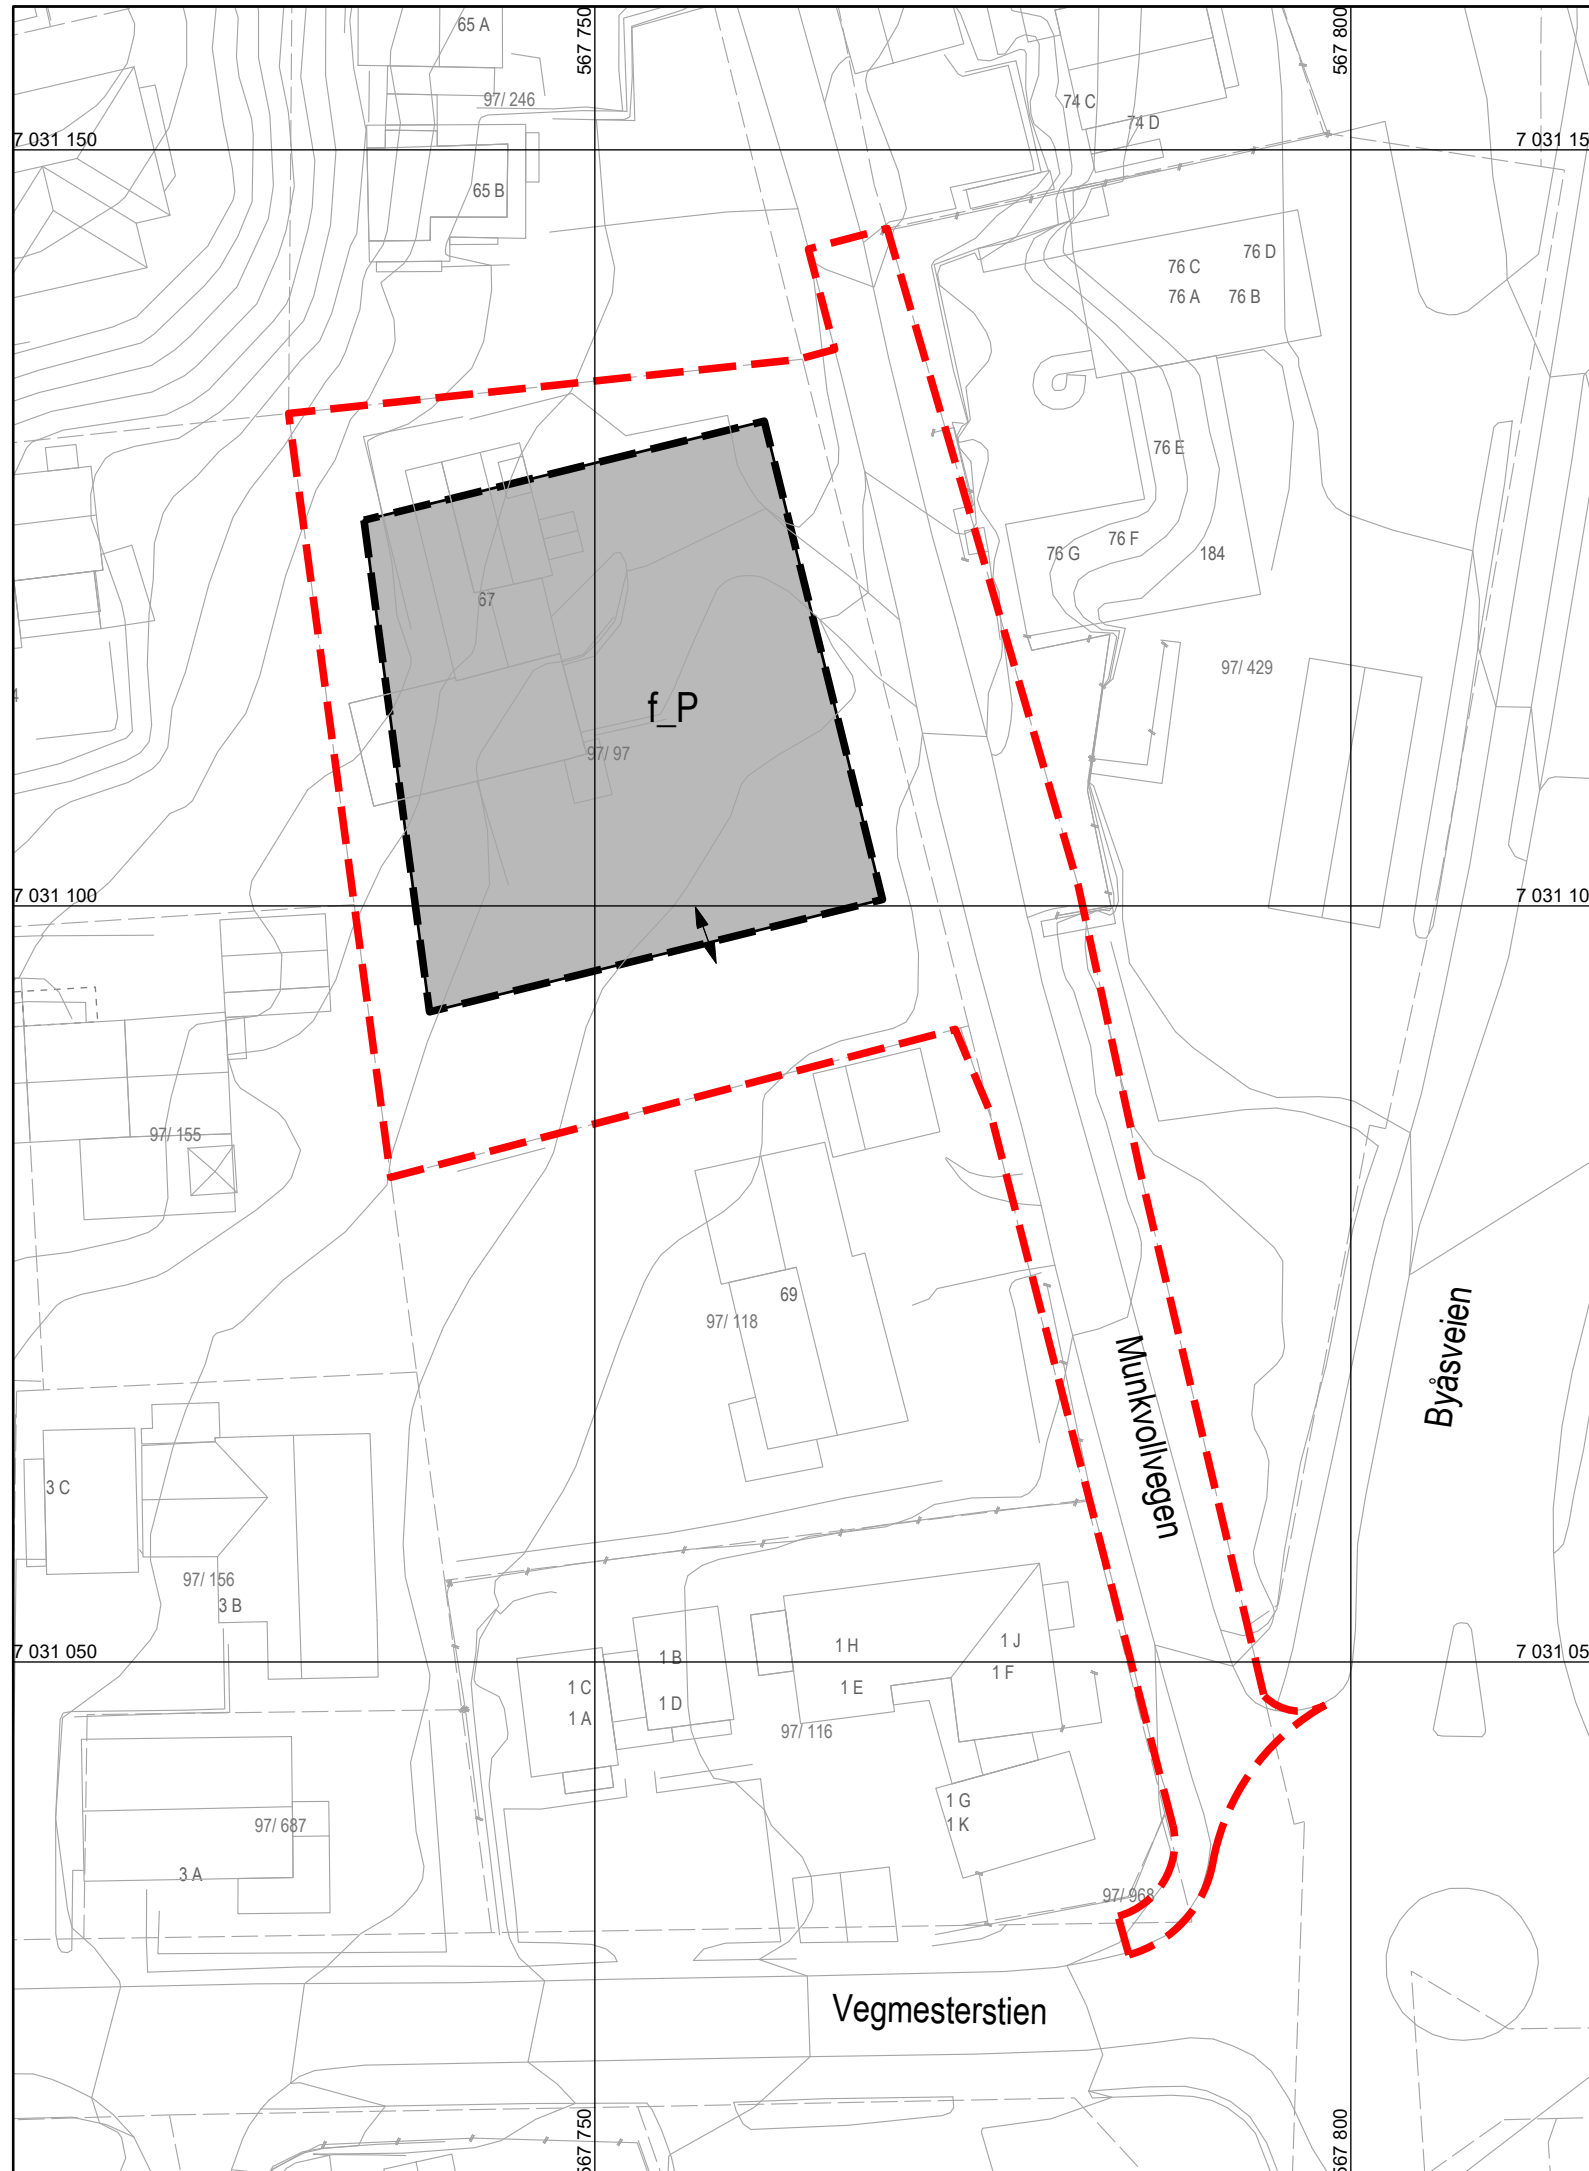 65 A
567 750
567 800
97/ 246
74 C
74 D
7 031 150
7 031 15
65 B
76 D
76 C
76 A
76 B
76 E
76 F
76 G
184
67
97/ 429
4
f_P
97/ 97
7 031 100
7 031 10
97/ 155
69
97/ 118
Munkvollvegen
Byåsveien
3 C
97/ 156
3 B
1 J
1 H
1 B
7 031 050
7 031 05
1 F
1 C
1 E
1 D
1 A
97/ 116
1 G
97/ 687
1 K
3 A
97/ 968
Vegmesterstien
567 750
567 800